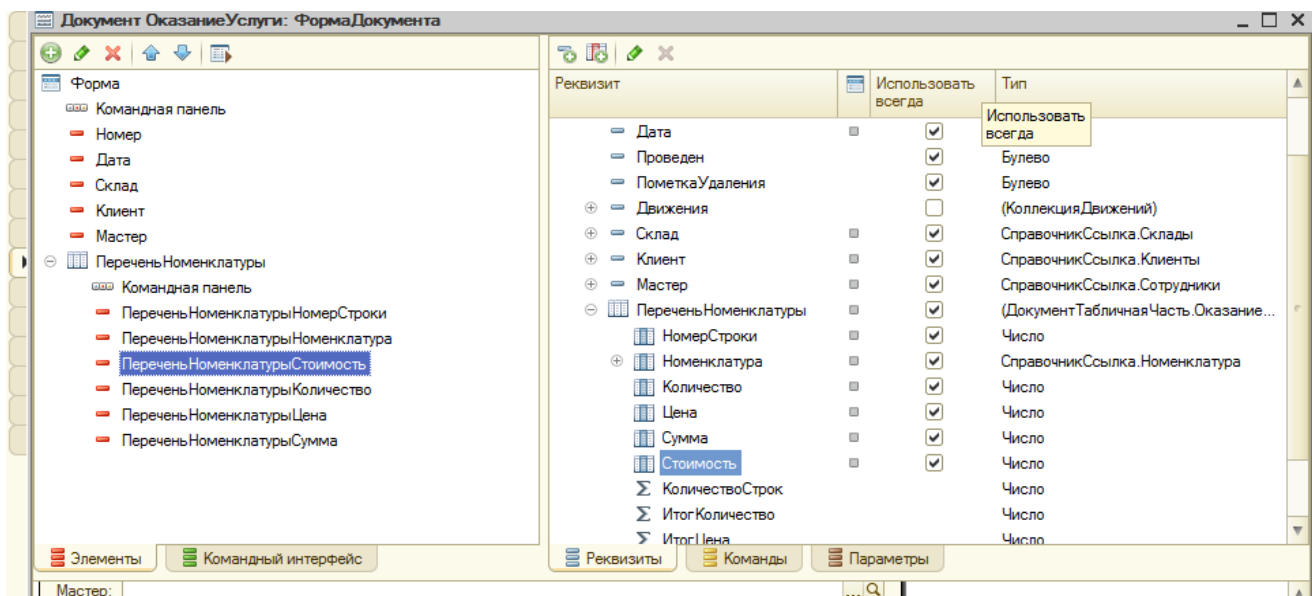 Документ ОказаниеУслуги: ФормаДокумента
Форма
Командная панель
Номер
Дата
Склад
Клиент
Мастер
ПереченьНоменклатуры
Командная панель
ПереченьНоменклатурыНомерСтроки
ПереченьНоменклатурыНоменклатура
ПереченьНоменклатурыСтоимость
ПереченьНоменклатурыКоличество
ПереченьНоменклатурыЦена
ПереченьНоменклатурыСумма
Элементы
Командный интерфейс
Реквизит
Использовать всегда
Тип
Использовать
всегда
Дата
Проведен Булево
ПометкаУдаления Булево
Движения (КоллекцияДвижений)
Склад СправочникСсылка.Склады
Клиент СправочникСсылка.Клиенты
Мастер СправочникСсылка.Сотрудники
ПереченьНоменклатуры (ДокументТабличнаяЧасть.Оказание...
НомерСтроки Число
Номенклатура СправочникСсылка.Номенклатура
Количество Число
Цена Число
Сумма Число
Стоимость Число
КоличествоСтрок Число
ИтогКоличество Число
ИтогЦена Число
Реквизиты
Команды
Параметры
Мастер: